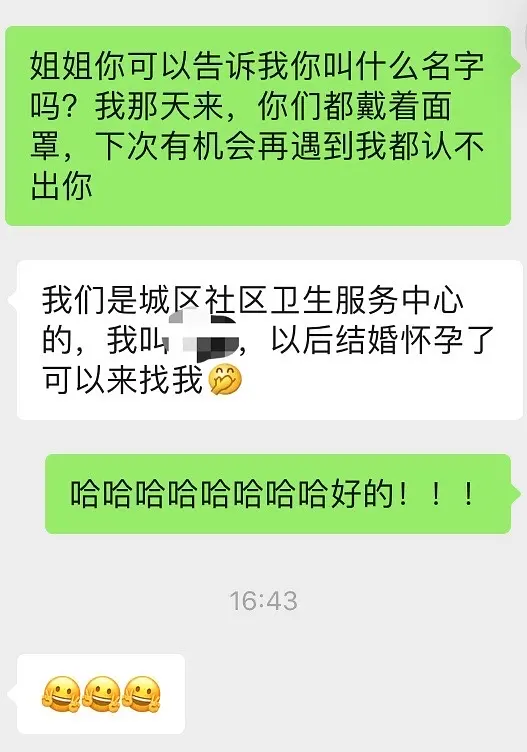 姐姐你可以告诉我你叫什么名字
吗？我那天来，你们都戴着面
罩，下次有机会再遇到我都认不
出你
我们是城区社区卫生服务中心
的，我叫，以后结婚怀孕了
可以来找我🤭
哈哈哈哈哈哈哈哈好的！！！
16:43